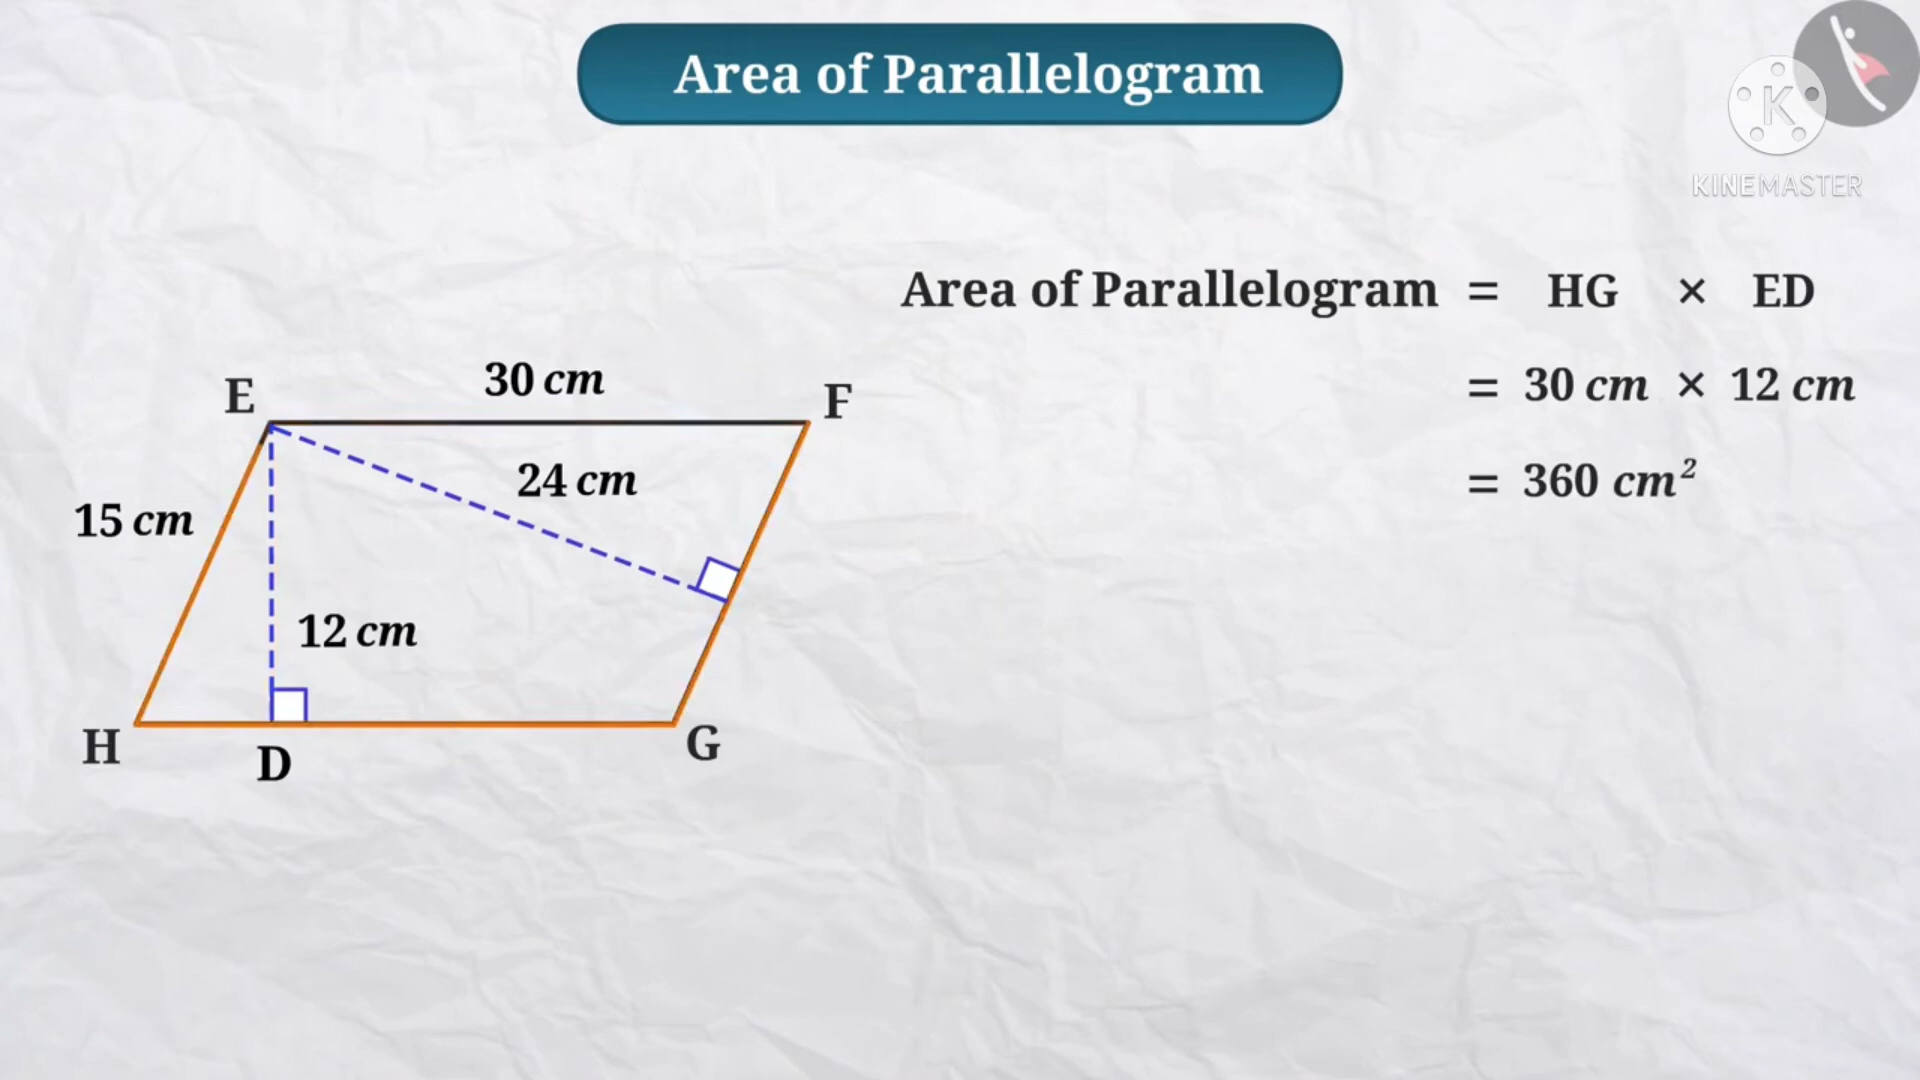 Area of Parallelogram
K
KINEMASTER
Area of Parallelogram = HG × ED
= 30 cm × 12 cm
= 360 cm²
E
30 cm
F
24 cm
15 cm
12 cm
H
D
G